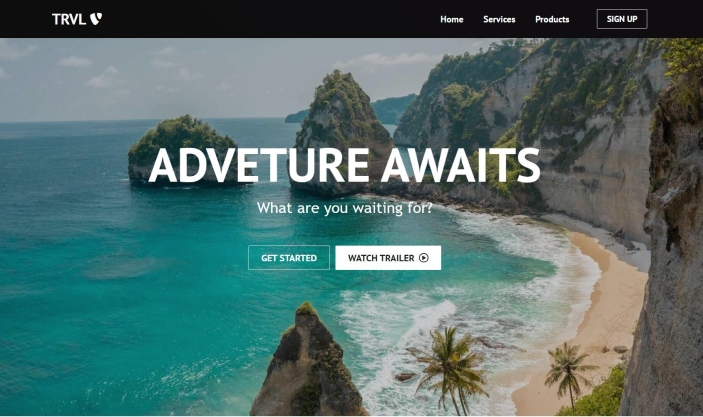 TRVL
Home Services Products SIGN UP
ADVETURE AWAITS
What are you waiting for?
GET STARTED WATCH TRAILER